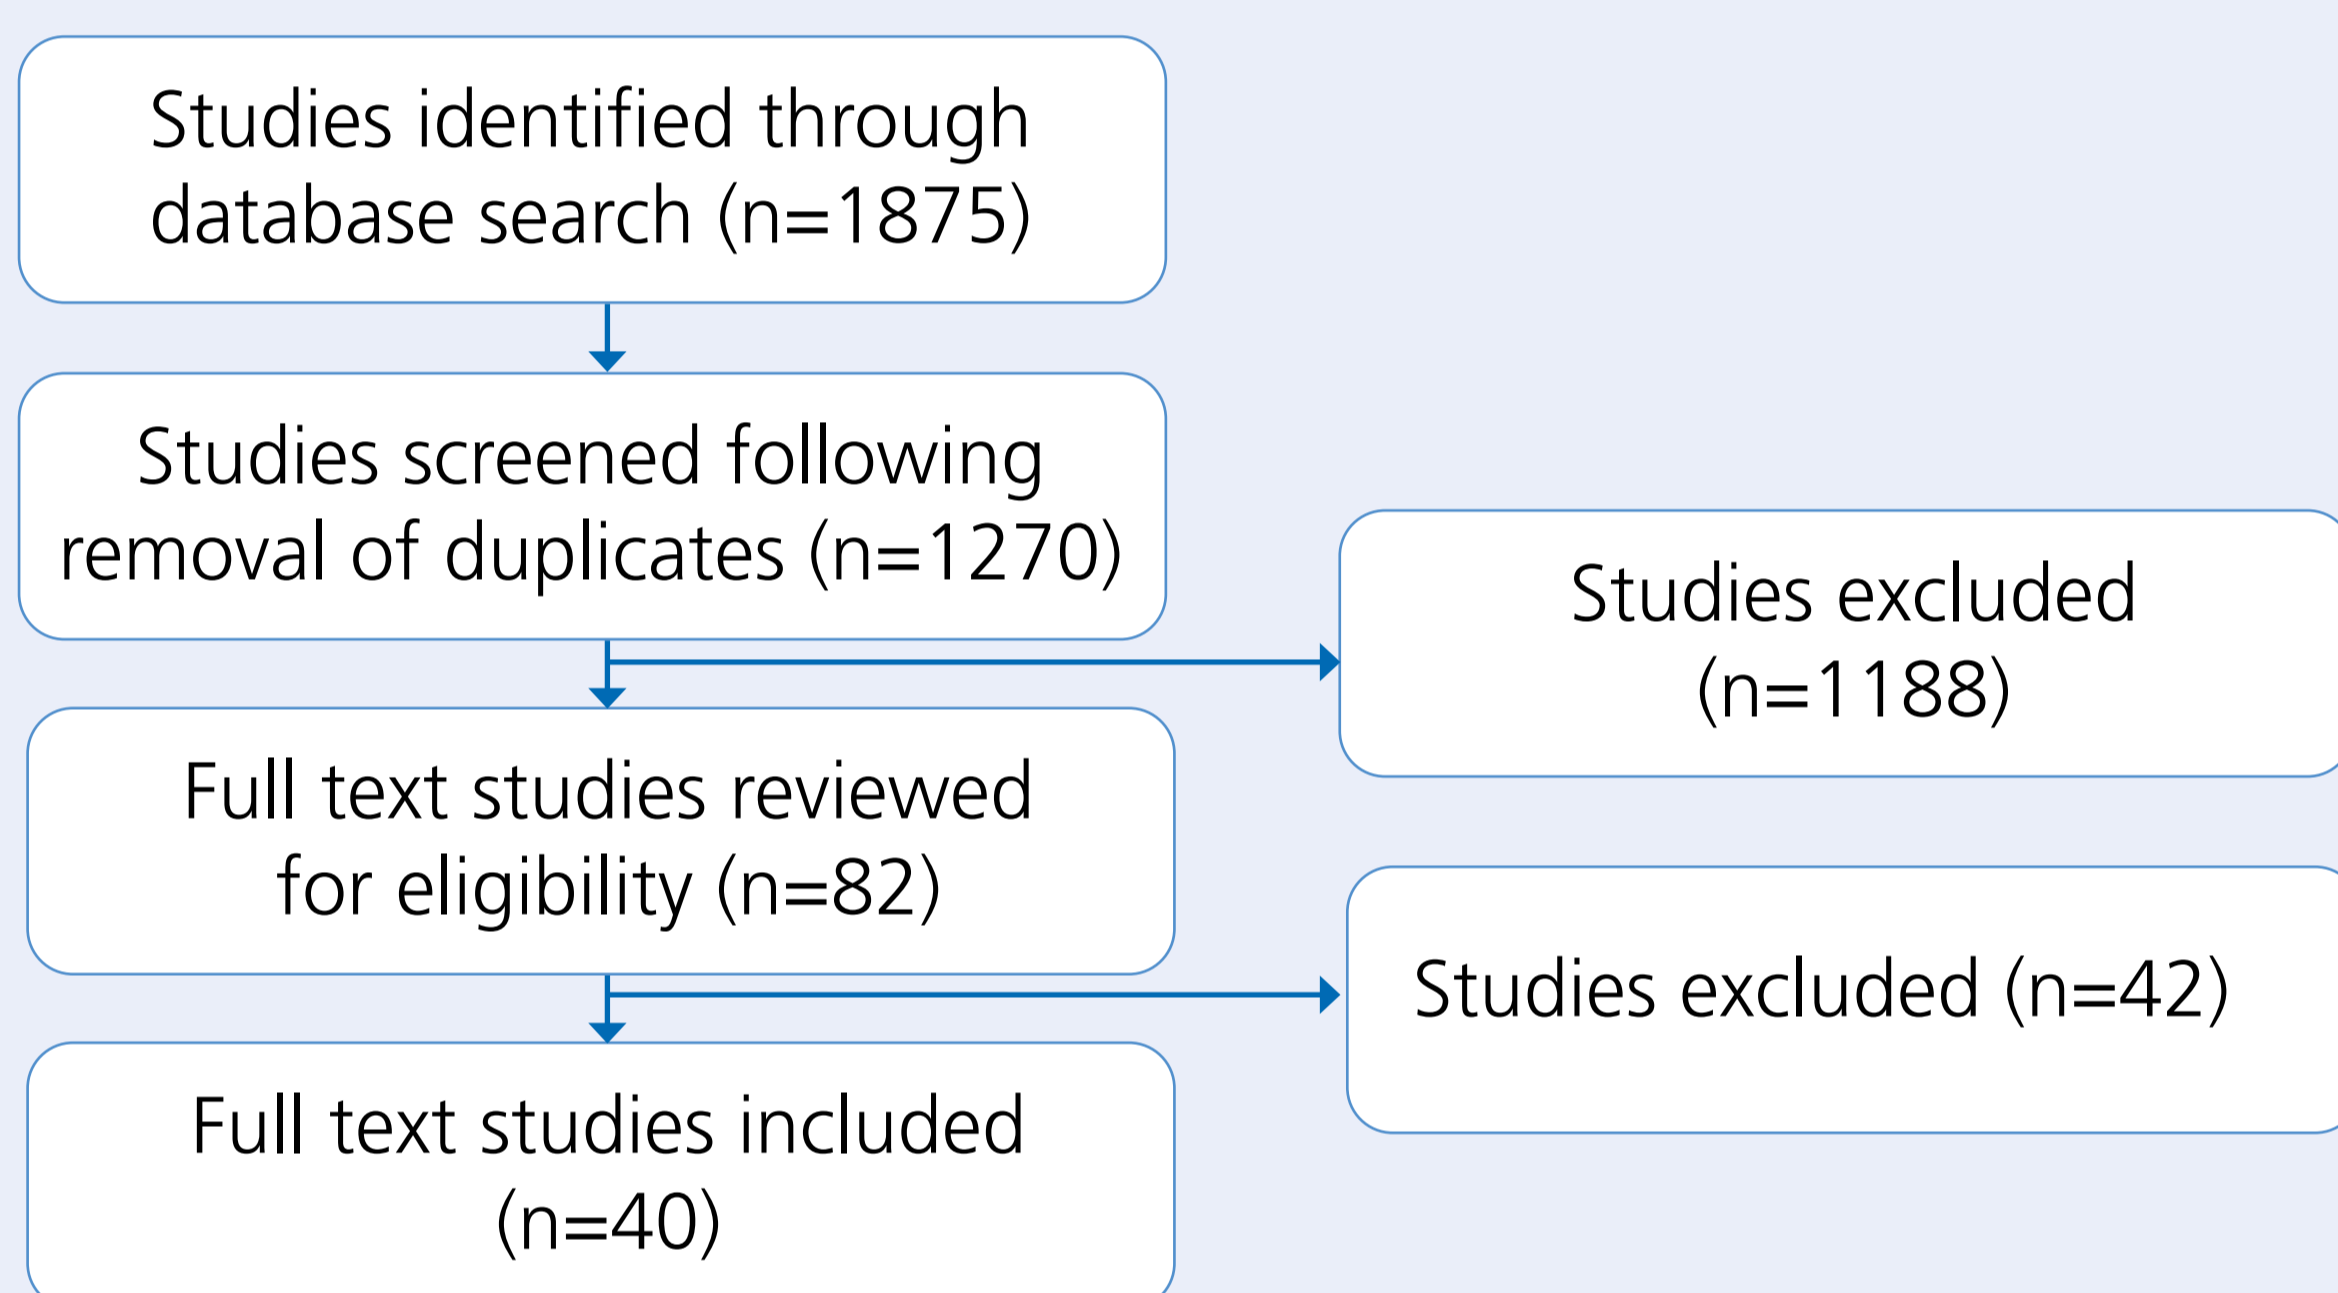 Studies identified through
database search (n=1875)
Studies screened following
removal of duplicates (n=1270)
Studies excluded
(n=1188)
Full text studies reviewed
for eligibility (n=82)
Studies excluded (n=42)
Full text studies included
(n=40)